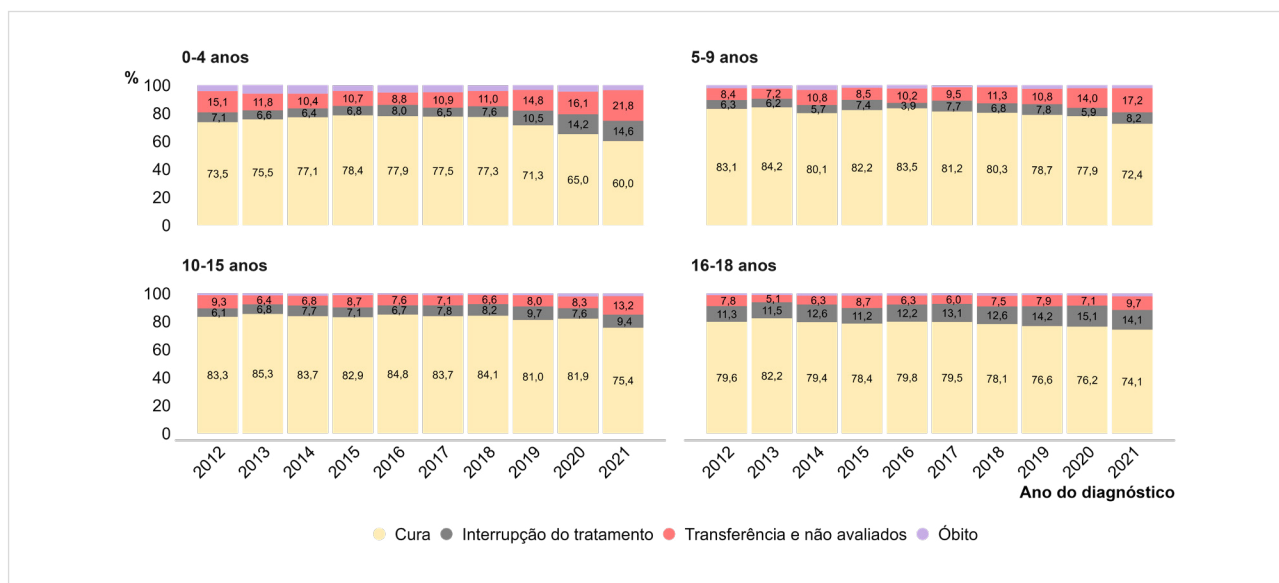 0-4 anos
%
100
80
60
40
20
0
15,1 11,8 10,4 10,7 8,8 10,9 11,0 14,8 16,1 21,8
7,1 6,6 6,4 6,8 8,0 6,5 7,6 10,5 14,2 14,6
73,5 75,5 77,1 78,4 77,9 77,5 77,3 71,3 65,0 60,0
5-9 anos
8,4 7,2 10,8 8,5 10,2 9,5 11,3 10,8 14,0 17,2
6,3 6,2 5,7 7,4 3,9 7,7 6,8 7,8 5,9 8,2
83,1 84,2 80,1 82,2 83,5 81,2 80,3 78,7 77,9 72,4
10-15 anos
100
80
60
40
20
0
9,3 6,4 6,8 8,7 7,6 7,1 6,6 8,0 8,3 13,2
6,1 6,8 7,7 7,1 6,7 7,8 8,2 9,7 7,6 9,4
83,3 85,3 83,7 82,9 84,8 83,7 84,1 81,0 81,9 75,4
2012 2013 2014 2015 2016 2017 2018 2019 2020 2021
16-18 anos
7,8 5,1 6,3 8,7 6,3 6,0 7,5 7,9 7,1 9,7
11,3 11,5 12,6 11,2 12,2 13,1 12,6 14,2 15,1 14,1
79,6 82,2 79,4 78,4 79,8 79,5 78,1 76,6 76,2 74,1
2012 2013 2014 2015 2016 2017 2018 2019 2020 2021
Ano do diagnóstico
Cura Interrupção do tratamento Transferência e não avaliados Óbito